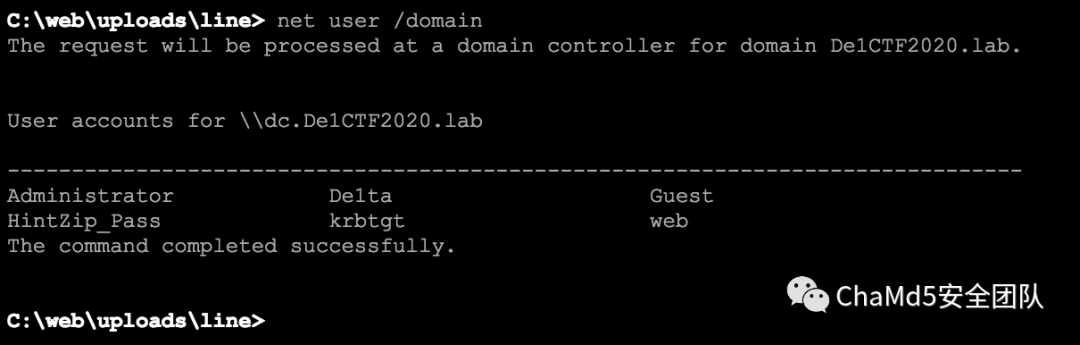 C:\web\uploads\line> net user /domain
The request will be processed at a domain controller for domain De1CTF2020.lab.
User accounts for \\dc.De1CTF2020.lab
-------------------------------------------------------------------------------
Administrator            De1ta                    Guest
HintZip_Pass             krbtgt                   web
The command completed successfully.
ChaMd5安全团队
C:\web\uploads\line>